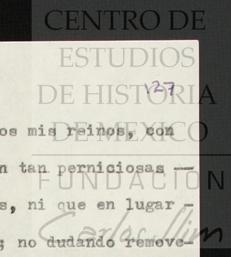 CENTRO DE
ESTUDIOS
DE HISTORIA
DE MEXICO
FUNDACIÓN
Carlos Slim
127
os mis reinos, con
n tan perniciosas —
s, ni que en lugar -
; no dudando remove-